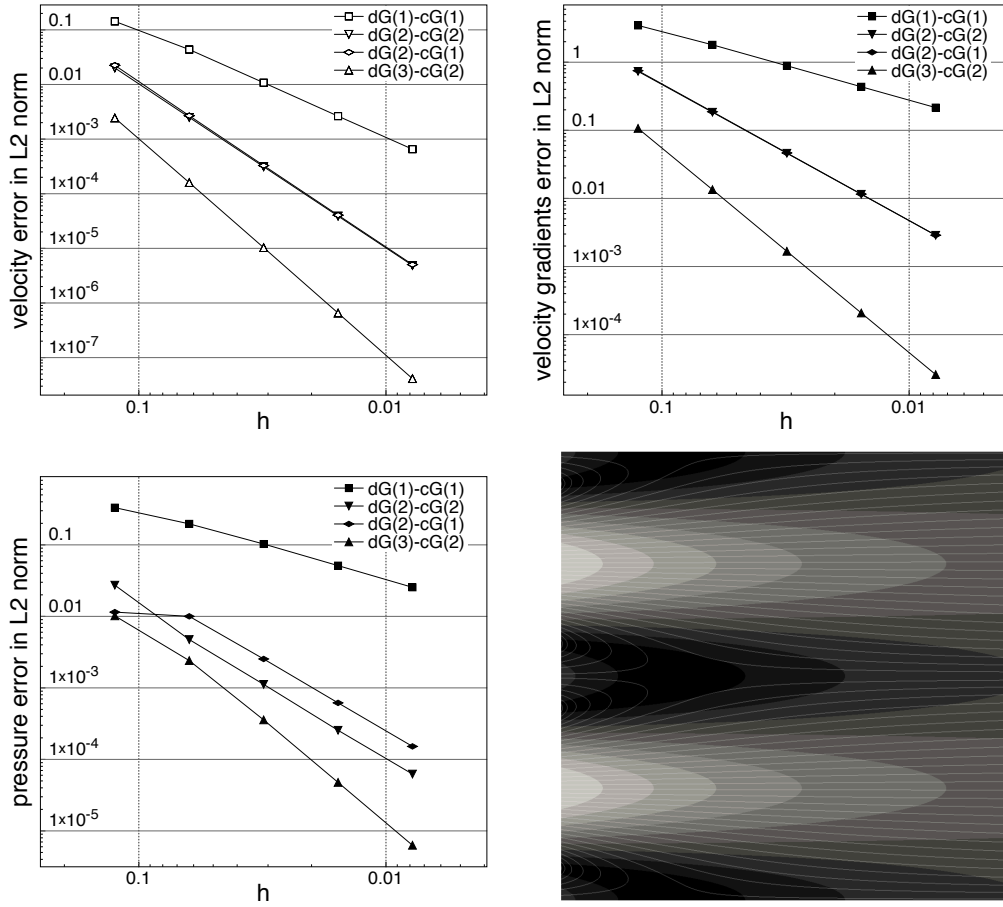 velocity error in L2 norm
0.1
0.01
1x10-3
1x10-4
1x10-5
1x10-6
1x10-7
dG(1)-cG(1)
dG(2)-cG(2)
dG(2)-cG(1)
dG(3)-cG(2)
0.1
0.01
h
velocity gradients error in L2 norm
1
0.1
0.01
1x10-3
1x10-4
dG(1)-cG(1)
dG(2)-cG(2)
dG(2)-cG(1)
dG(3)-cG(2)
0.1
0.01
h
pressure error in L2 norm
0.1
0.01
1x10-3
1x10-4
1x10-5
dG(1)-cG(1)
dG(2)-cG(2)
dG(2)-cG(1)
dG(3)-cG(2)
0.1
0.01
h